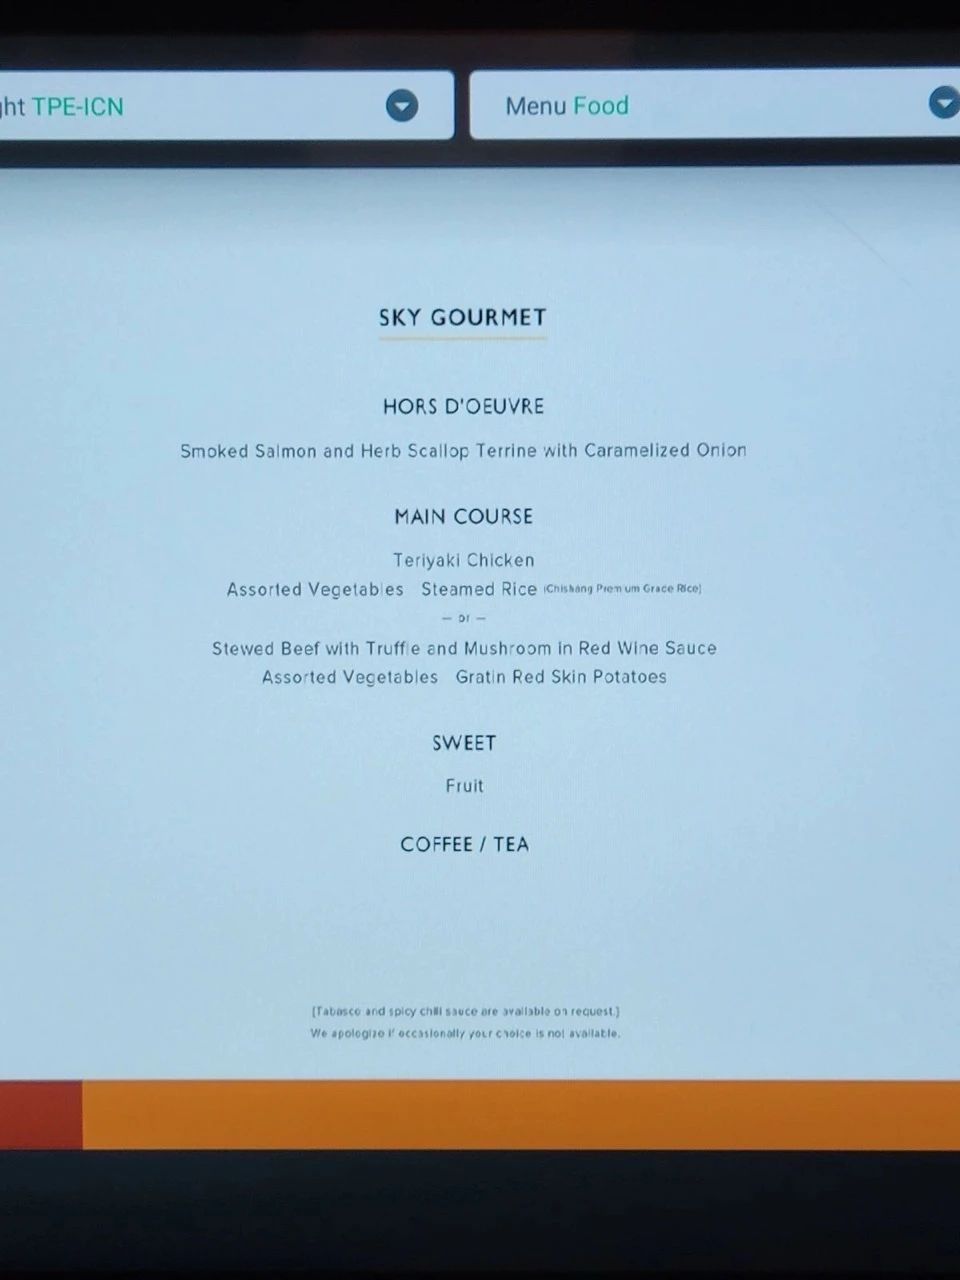 ght TPE-ICN
Menu Food
SKY GOURMET
HORS D'OEUVRE
Smoked Salmon and Herb Scallop Terrine with Caramelized Onion
MAIN COURSE
Teriyaki Chicken
Assorted Vegetables Steamed Rice (Chishang Premium Grace Rice)
— or —
Stewed Beef with Truffle and Mushroom in Red Wine Sauce
Assorted Vegetables Gratin Red Skin Potatoes
SWEET
Fruit
COFFEE / TEA
[Tabasco and spicy chili sauce are available on request.]
We apologize if occasionally your choice is not available.